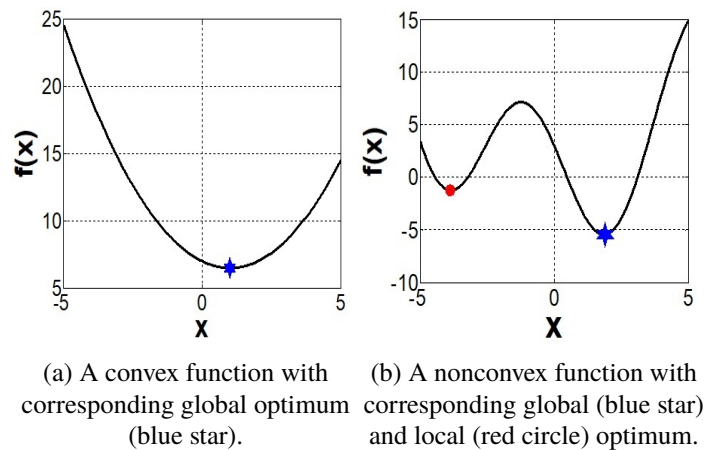 25
20
15
10
5
-5
0
5
f(x)
X
15
10
5
0
-5
-10
-5
0
5
f(x)
X
(a) A convex function with
corresponding global optimum
(blue star).
(b) A nonconvex function with
corresponding global (blue star)
and local (red circle) optimum.